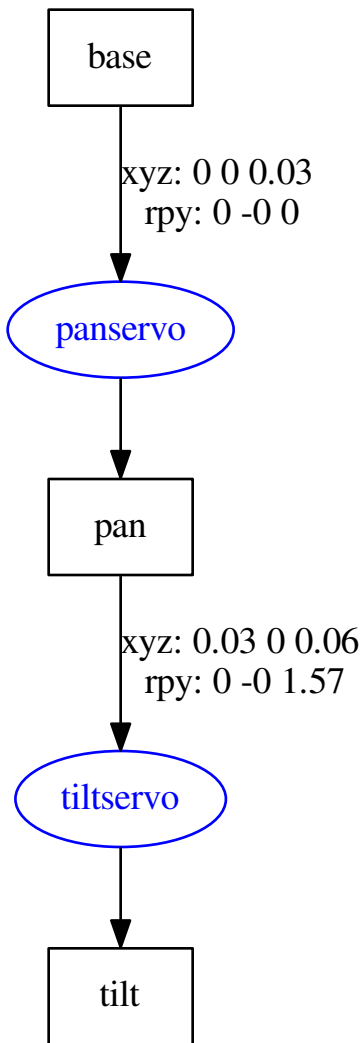 base
xyz: 0 0 0.03
rpy: 0 -0 0
panservo
pan
xyz: 0.03 0 0.06
rpy: 0 -0 1.57
tiltservo
tilt